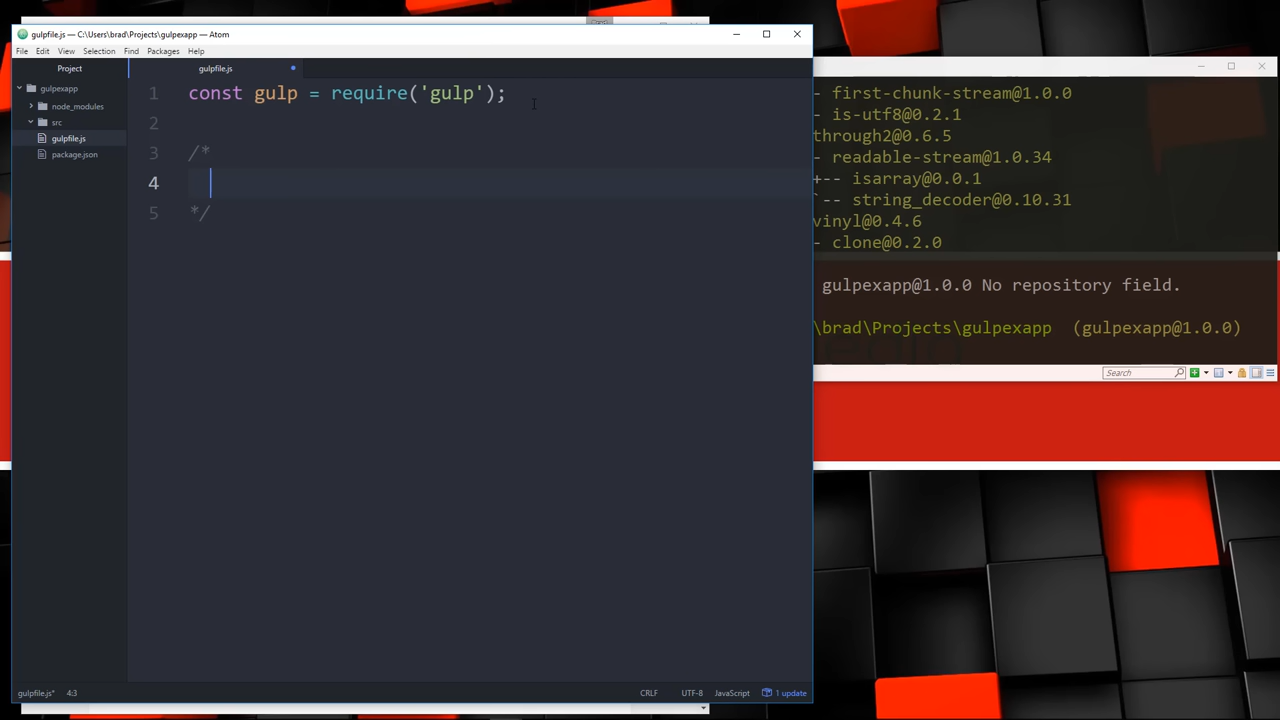 gulpfile.js — C:\Users\brad\Projects\gulpexapp — Atom
File Edit View Selection Find Packages Help
Project
gulpexapp
node_modules
src
gulpfile.js
package.json
gulpfile.js
1 const gulp = require('gulp');
2
3 /*
4
5 */
gulpfile.js* 4:3
CRLF UTF-8 JavaScript 1 update
- first-chunk-stream@1.0.0
- is-utf8@0.2.1
through2@0.6.5
- readable-stream@1.0.34
+-- isarray@0.0.1
`-- string_decoder@0.10.31
vinyl@0.4.6
- clone@0.2.0
gulpexapp@1.0.0 No repository field.
\brad\Projects\gulpexapp (gulpexapp@1.0.0)
Search